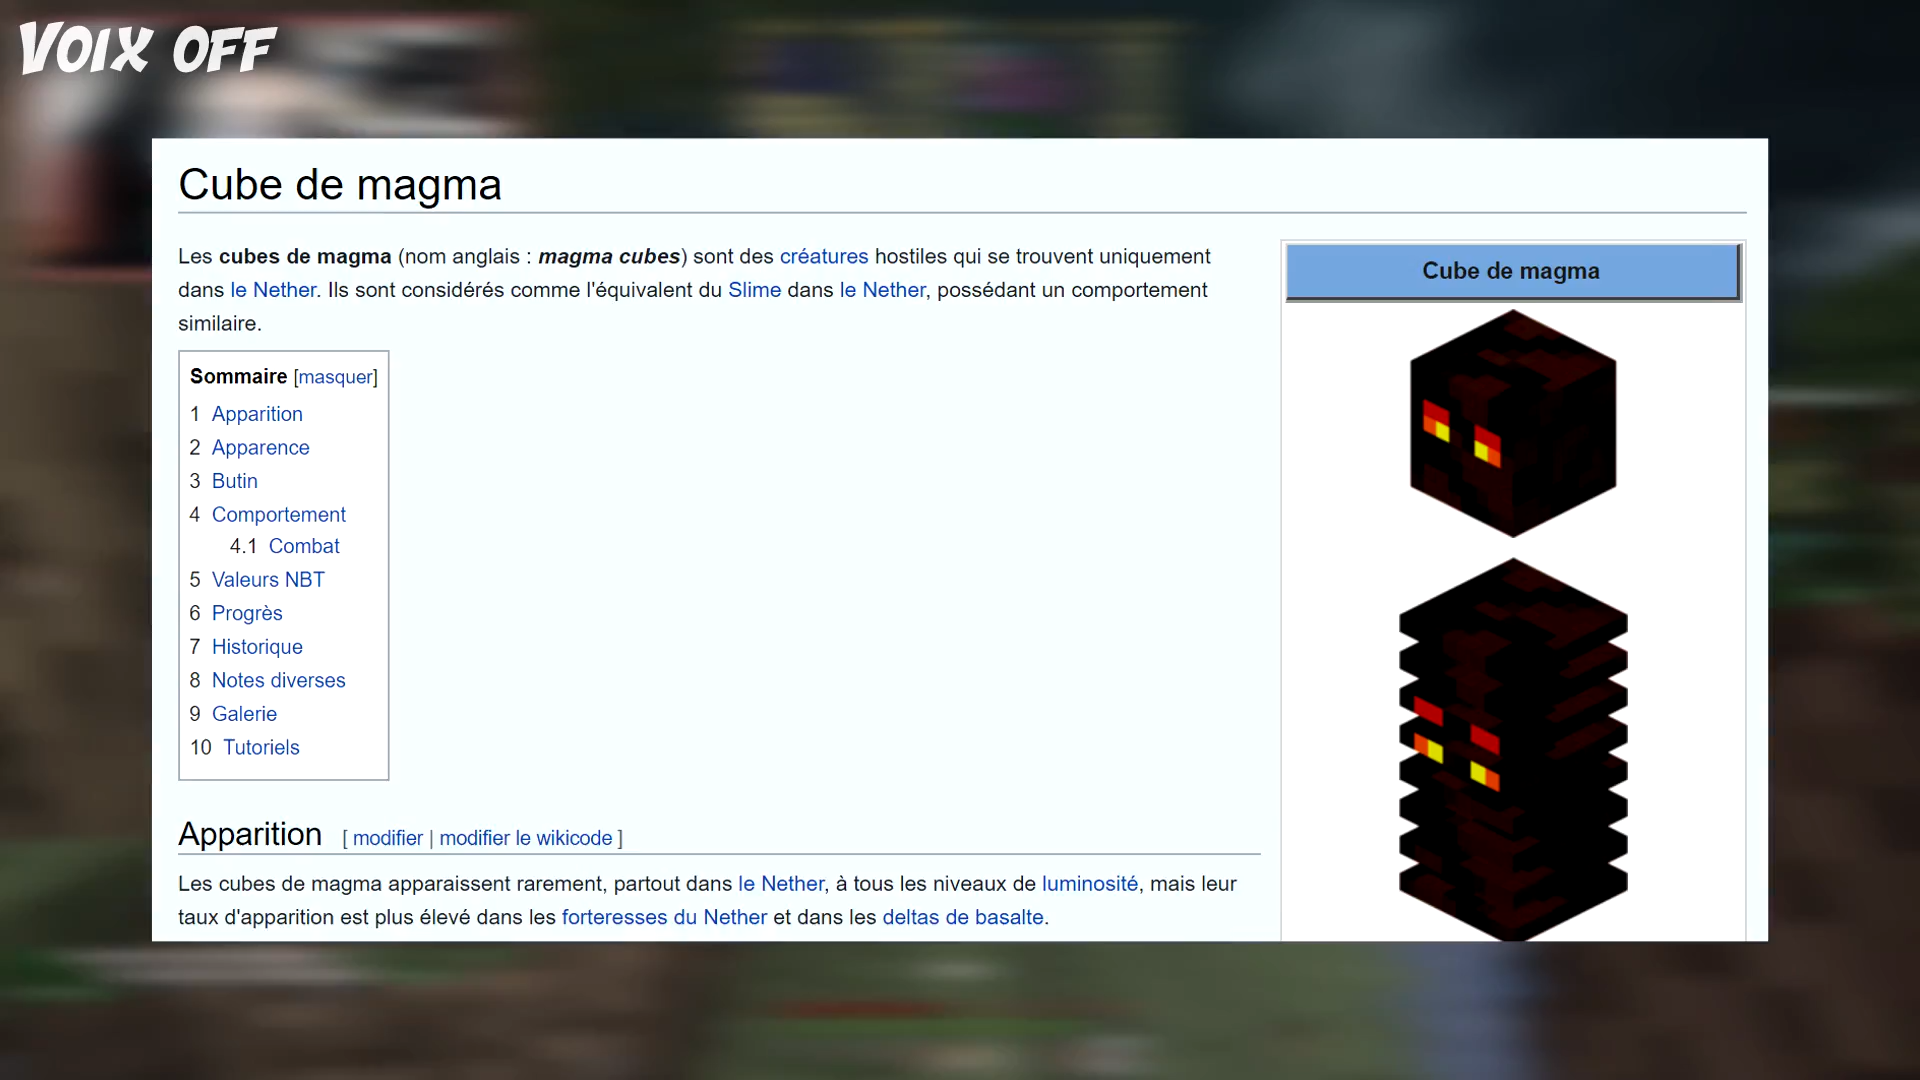 VOIX OFF
Cube de magma
Les cubes de magma (nom anglais : magma cubes) sont des créatures hostiles qui se trouvent uniquement
dans le Nether. Ils sont considérés comme l'équivalent du Slime dans le Nether, possédant un comportement
similaire.
Sommaire [masquer]
1 Apparition
2 Apparence
3 Butin
4 Comportement
4.1 Combat
5 Valeurs NBT
6 Progrès
7 Historique
8 Notes diverses
9 Galerie
10 Tutoriels
Cube de magma
Apparition [ modifier | modifier le wikicode ]
Les cubes de magma apparaissent rarement, partout dans le Nether, à tous les niveaux de luminosité, mais leur
taux d'apparition est plus élevé dans les forteresses du Nether et dans les deltas de basalte.